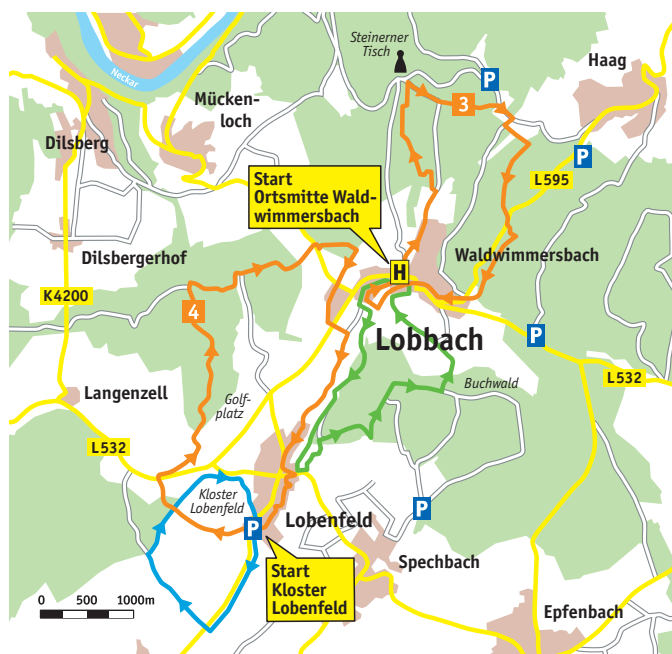 Steinerner
Tisch
Haag
P
Neckar
Mücken-
loch
3
Dilsberg
P
Start
Ortsmitte Wald-
wimmersbach
L595
Dilsbergerhof
Waldwimmersbach
H
K4200
4
P
Lobbach
L532
Langenzell
Golf-
platz
Buchwald
L532
Kloster
Lobenfeld
P
P
Lobenfeld
Spechbach
Start
Kloster
Lobenfeld
0 500 1000m
Epfenbach